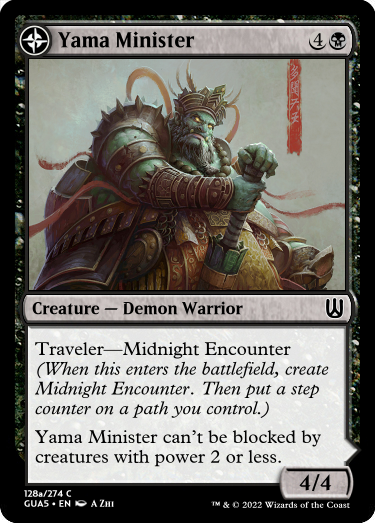 Yama Minister 4
Creature — Demon Warrior
Traveler—Midnight Encounter
(When this enters the battlefield, create
Midnight Encounter. Then put a step
counter on a path you control.)
Yama Minister can't be blocked by
creatures with power 2 or less.
4/4
128a/274 C
GUA5 • EN A Zhi
™ & © 2022 Wizards of the Coast